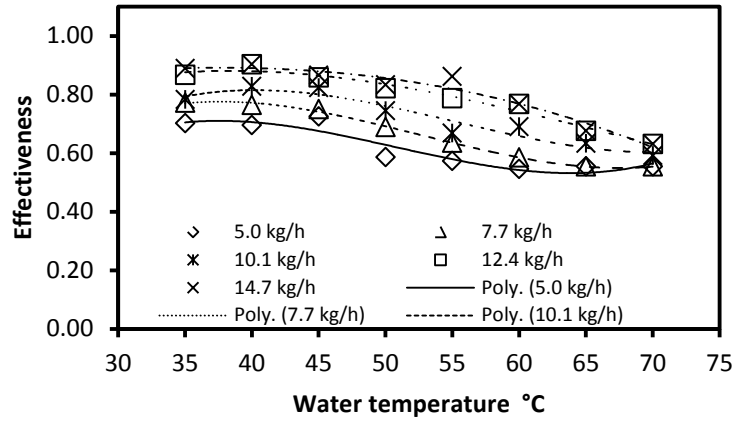 1.00
0.80
0.60
0.40
0.20
0.00
Effectiveness
5.0 kg/h 7.7 kg/h
10.1 kg/h 12.4 kg/h
14.7 kg/h Poly. (5.0 kg/h)
Poly. (7.7 kg/h) Poly. (10.1 kg/h)
30 35 40 45 50 55 60 65 70 75
Water temperature °C